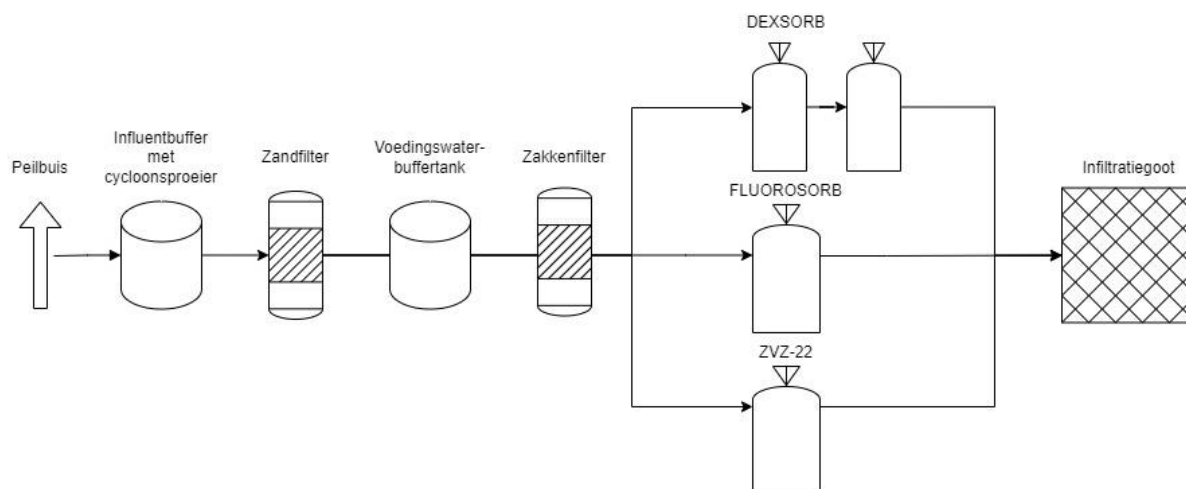 Peilbuis
Influentbuffer
met
cycloonsproeier
Zandfilter
Voedingswater-
buffertank
Zakkenfilter
DEXSORB
FLUOROSORB
ZVZ-22
Infiltratiegoot